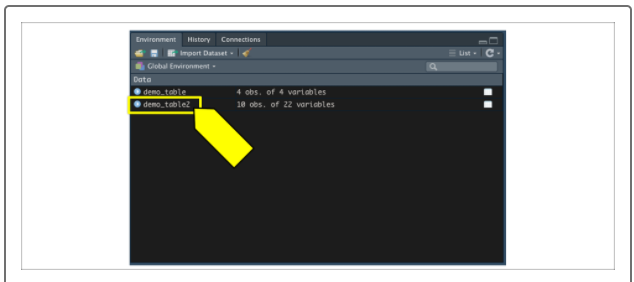 Environment History Connections
Import Dataset List
Global Environment
Data
demo_table 4 obs. of 4 variables
demo_table2 10 obs. of 22 variables